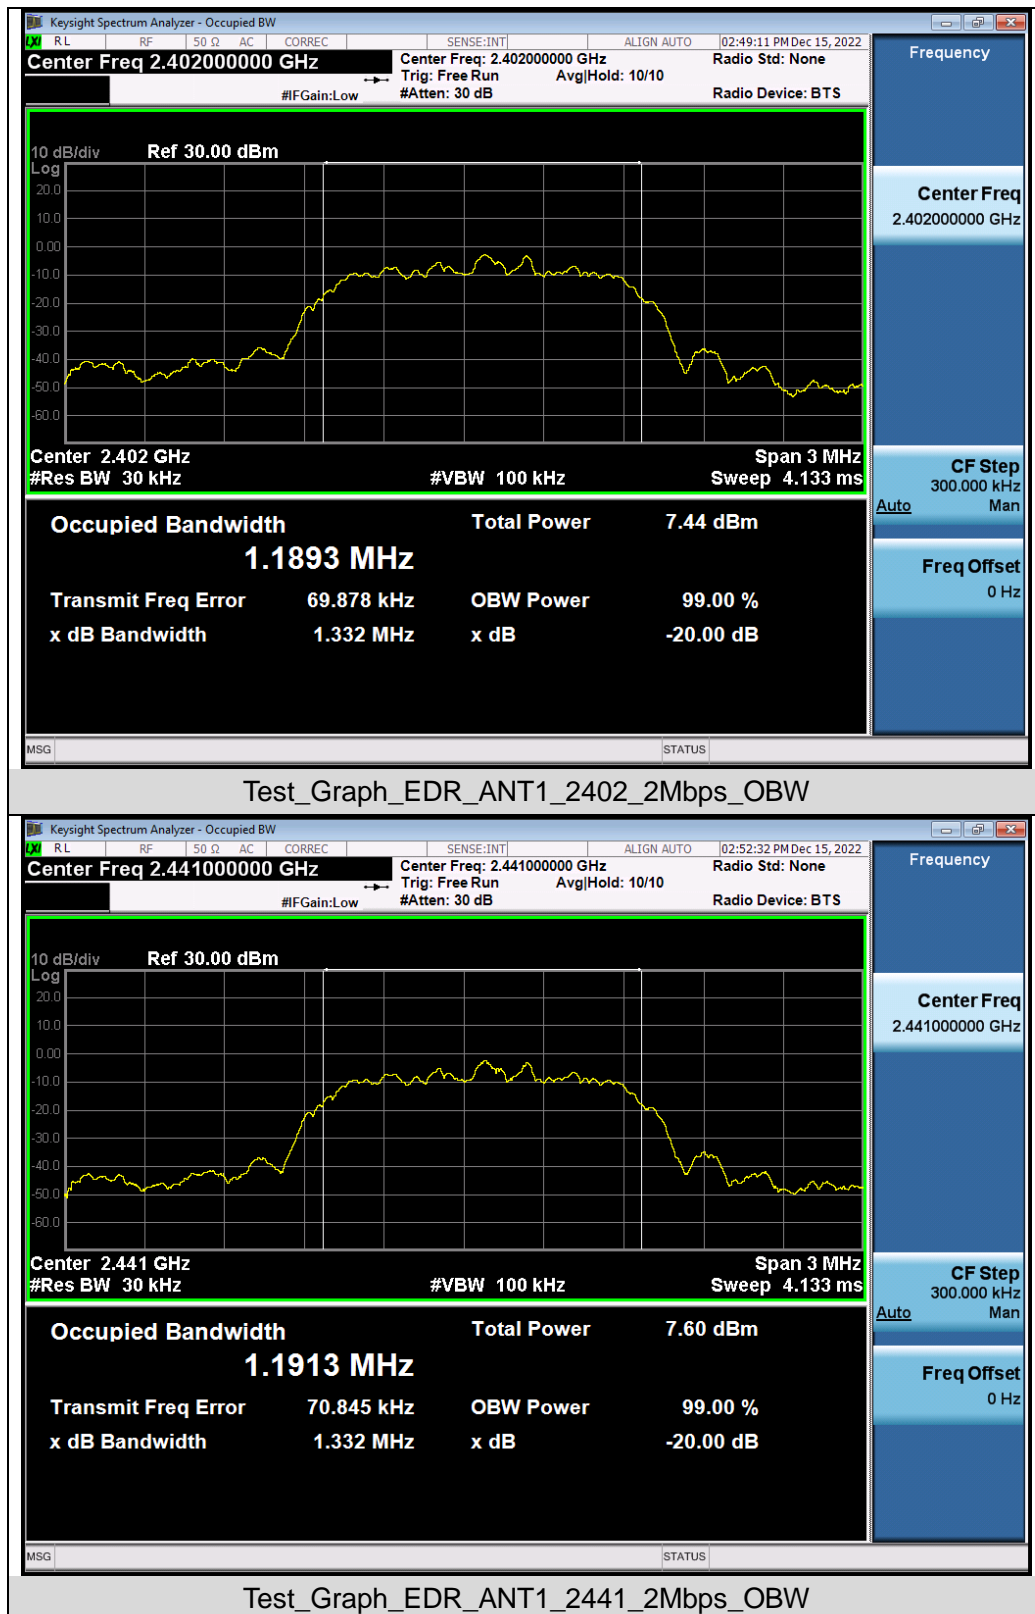 Keysight Spectrum Analyzer - Occupied BW
LXI RL RF 50 Ω AC CORREC SENSE:INT ALIGN AUTO 02:49:11 PM Dec 15, 2022
Center Freq 2.402000000 GHz
Center Freq: 2.402000000 GHz
Radio Std: None
Trig: Free Run Avg|Hold: 10/10
#IFGain:Low
#Atten: 30 dB
Radio Device: BTS
Frequency
10 dB/div Ref 30.00 dBm
Log
20.0
10.0
0.00
-10.0
-20.0
-30.0
-40.0
-50.0
-60.0
Center Freq
2.402000000 GHz
Center 2.402 GHz Span 3 MHz
#Res BW 30 kHz #VBW 100 kHz Sweep 4.133 ms
CF Step
300.000 kHz
Auto Man
Freq Offset
0 Hz
Occupied Bandwidth Total Power 7.44 dBm
1.1893 MHz
Transmit Freq Error 69.878 kHz OBW Power 99.00 %
x dB Bandwidth 1.332 MHz x dB -20.00 dB
MSG STATUS
Test_Graph_EDR_ANT1_2402_2Mbps_OBW
Keysight Spectrum Analyzer - Occupied BW
LXI RL RF 50 Ω AC CORREC SENSE:INT ALIGN AUTO 02:52:32 PM Dec 15, 2022
Center Freq 2.441000000 GHz
Center Freq: 2.441000000 GHz
Radio Std: None
Trig: Free Run Avg|Hold: 10/10
#IFGain:Low
#Atten: 30 dB
Radio Device: BTS
Frequency
10 dB/div Ref 30.00 dBm
Log
20.0
10.0
0.00
-10.0
-20.0
-30.0
-40.0
-50.0
-60.0
Center Freq
2.441000000 GHz
Center 2.441 GHz Span 3 MHz
#Res BW 30 kHz #VBW 100 kHz Sweep 4.133 ms
CF Step
300.000 kHz
Auto Man
Freq Offset
0 Hz
Occupied Bandwidth Total Power 7.60 dBm
1.1913 MHz
Transmit Freq Error 70.845 kHz OBW Power 99.00 %
x dB Bandwidth 1.332 MHz x dB -20.00 dB
MSG STATUS
Test_Graph_EDR_ANT1_2441_2Mbps_OBW